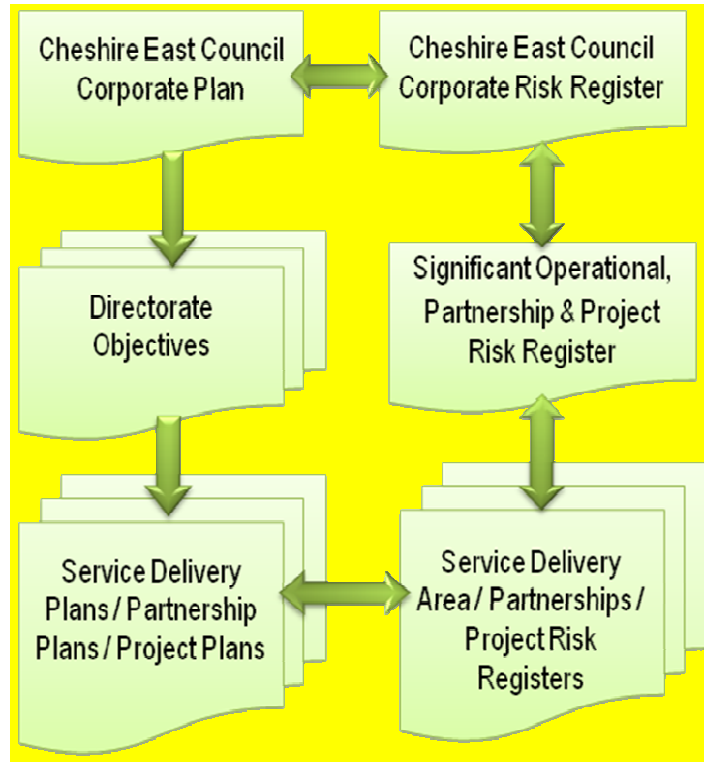 Cheshire East Council
Corporate Plan
Cheshire East Council
Corporate Risk Register
Directorate
Objectives
Significant Operational,
Partnership & Project
Risk Register
Service Delivery
Plans / Partnership
Plans / Project Plans
Service Delivery
Area / Partnerships /
Project Risk
Registers